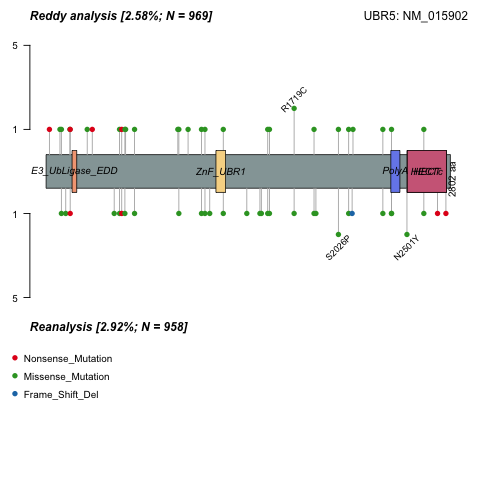 Reddy analysis [2.58%; N = 969]
UBR5: NM_015902
5
R1719C
1
E3_UbLigase_EDD
ZnF_UBR1
PolyA
HECTc
2802 aa
1
S2026P
N2501Y
5
Reanalysis [2.92%; N = 958]
Nonsense_Mutation
Missense_Mutation
Frame_Shift_Del